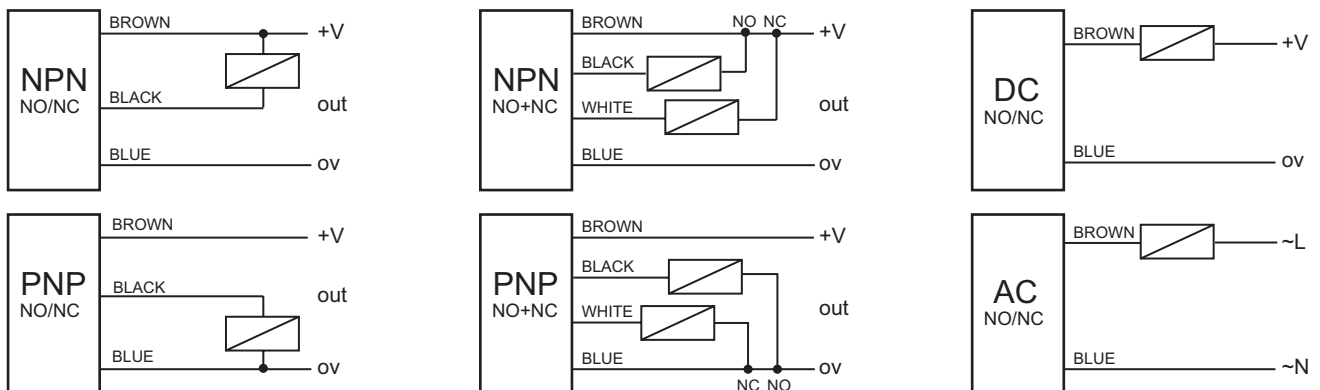 BROWN
+V
NPN
NO/NC
BLACK
out
BLUE
ov
BROWN
NO NC
+V
NPN
NO+NC
BLACK
WHITE
out
BLUE
ov
DC
NO/NC
BROWN
+V
BLUE
ov
PNP
NO/NC
BROWN
+V
BLACK
out
BLUE
ov
PNP
NO+NC
BROWN
+V
BLACK
WHITE
out
BLUE
ov
NC NO
AC
NO/NC
BROWN
~L
BLUE
~N